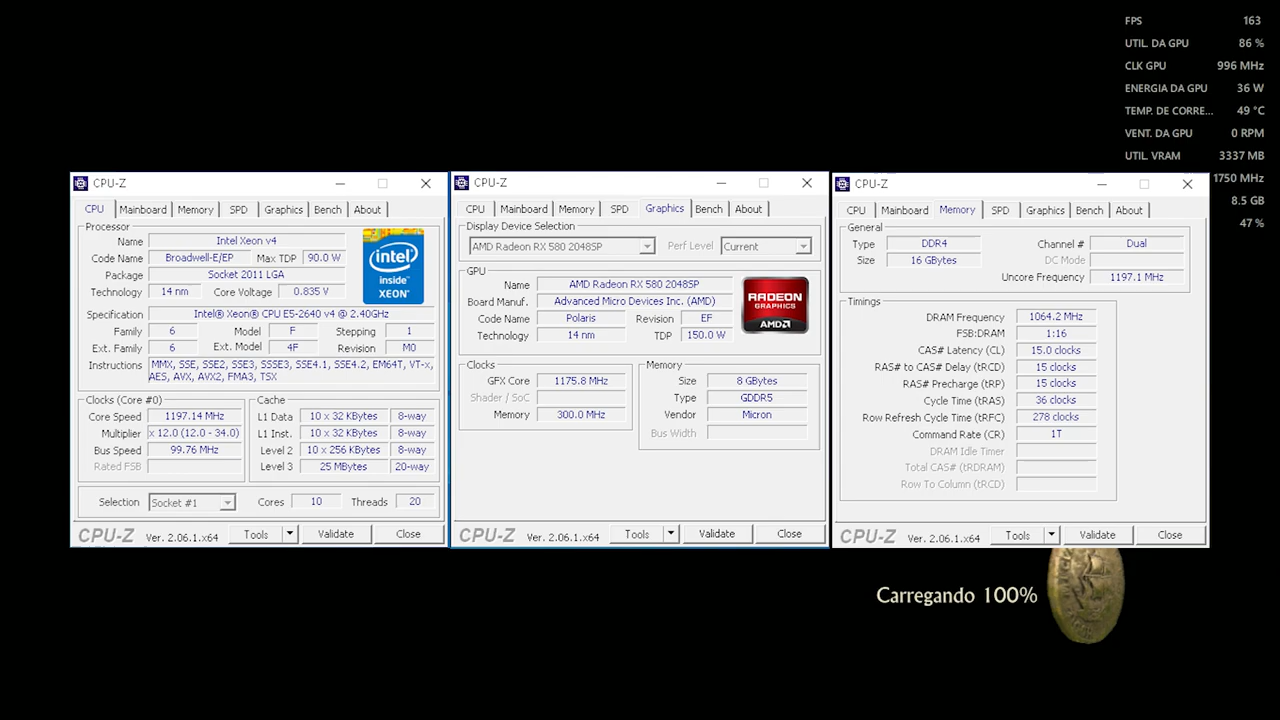 FPS 163
UTIL. DA GPU 86 %
CLK GPU 996 MHz
ENERGIA DA GPU 36 W
TEMP. DE CORRE... 49 °C
VENT. DA GPU 0 RPM
UTIL. VRAM 3337 MB
1750 MHz
8.5 GB
47 %
CPU-Z
CPU Mainboard Memory SPD Graphics Bench About
Processor
Name Intel Xeon v4
Code Name Broadwell-E/EP Max TDP 90.0 W
Package Socket 2011 LGA
Technology 14 nm Core Voltage 0.835 V
intel
inside™
XEON®
Specification Intel® Xeon® CPU E5-2640 v4 @ 2.40GHz
Family 6 Model F Stepping 1
Ext. Family 6 Ext. Model 4F Revision M0
Instructions MMX, SSE, SSE2, SSE3, SSSE3, SSE4.1, SSE4.2, EM64T, VT-x,
AES, AVX, AVX2, FMA3, TSX
Clocks (Core #0)
Core Speed 1197.14 MHz
Multiplier x 12.0 (12.0 - 34.0)
Bus Speed 99.76 MHz
Rated FSB
Cache
L1 Data 10 x 32 KBytes 8-way
L1 Inst. 10 x 32 KBytes 8-way
Level 2 10 x 256 KBytes 8-way
Level 3 25 MBytes 20-way
Selection Socket #1 Cores 10 Threads 20
CPU-Z Ver. 2.06.1.x64 Tools Validate Close
CPU-Z
CPU Mainboard Memory SPD Graphics Bench About
Display Device Selection
AMD Radeon RX 580 2048SP Perf Level Current
GPU
Name AMD Radeon RX 580 2048SP
Board Manuf. Advanced Micro Devices Inc. (AMD)
Code Name Polaris Revision EF
Technology 14 nm TDP 150.0 W
RADEON
GRAPHICS
AMD
Clocks
GFX Core 1175.8 MHz
Shader / SoC
Memory 300.0 MHz
Memory
Size 8 GBytes
Type GDDR5
Vendor Micron
Bus Width
CPU-Z Ver. 2.06.1.x64 Tools Validate Close
CPU-Z
CPU Mainboard Memory SPD Graphics Bench About
General
Type DDR4 Channel # Dual
Size 16 GBytes DC Mode
Uncore Frequency 1197.1 MHz
Timings
DRAM Frequency 1064.2 MHz
FSB:DRAM 1:16
CAS# Latency (CL) 15.0 clocks
RAS# to CAS# Delay (tRCD) 15 clocks
RAS# Precharge (tRP) 15 clocks
Cycle Time (tRAS) 36 clocks
Row Refresh Cycle Time (tRFC) 278 clocks
Command Rate (CR) 1T
DRAM Idle Timer
Total CAS# (tRDRAM)
Row To Column (tRCD)
CPU-Z Ver. 2.06.1.x64 Tools Validate Close
Carregando 100%